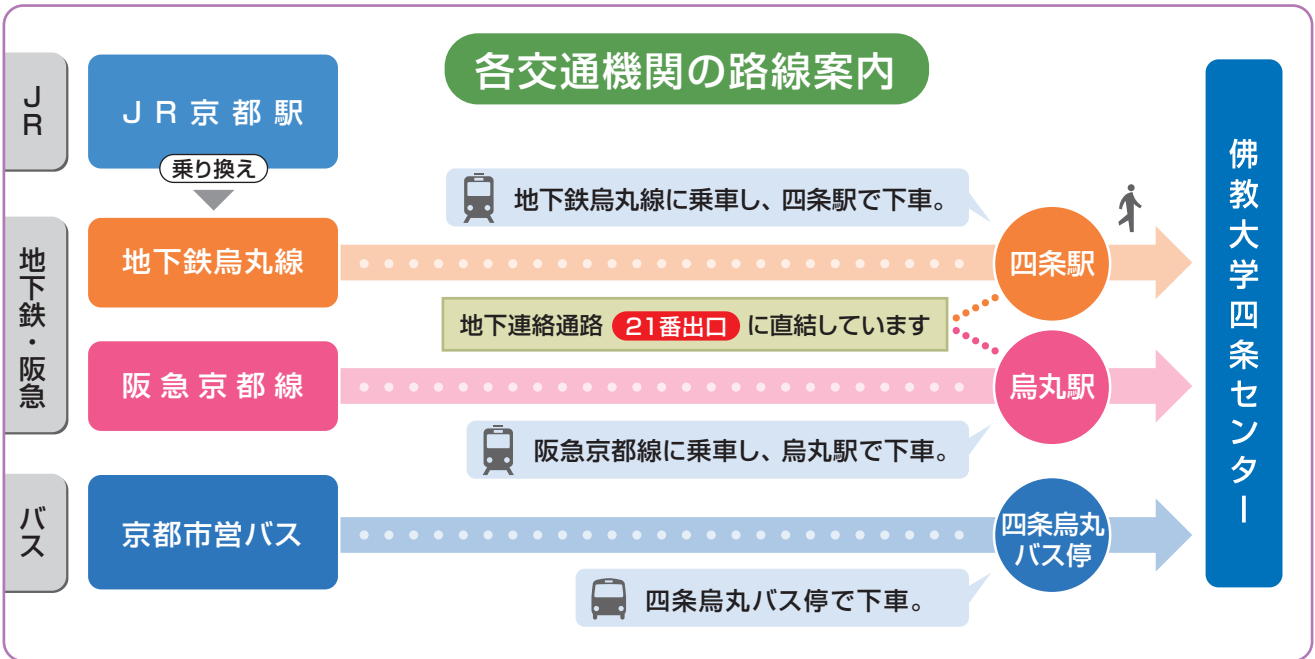 各交通機関の路線案内
JR
JR京都駅
乗り換え
地下鉄・阪急
地下鉄烏丸線
地下鉄烏丸線に乗車し、四条駅で下車。
四条駅
地下連絡通路 21番出口 に直結しています
阪急京都線
烏丸駅
阪急京都線に乗車し、烏丸駅で下車。
バス
京都市営バス
四条烏丸
バス停
四条烏丸バス停で下車。
佛教大学四条センター